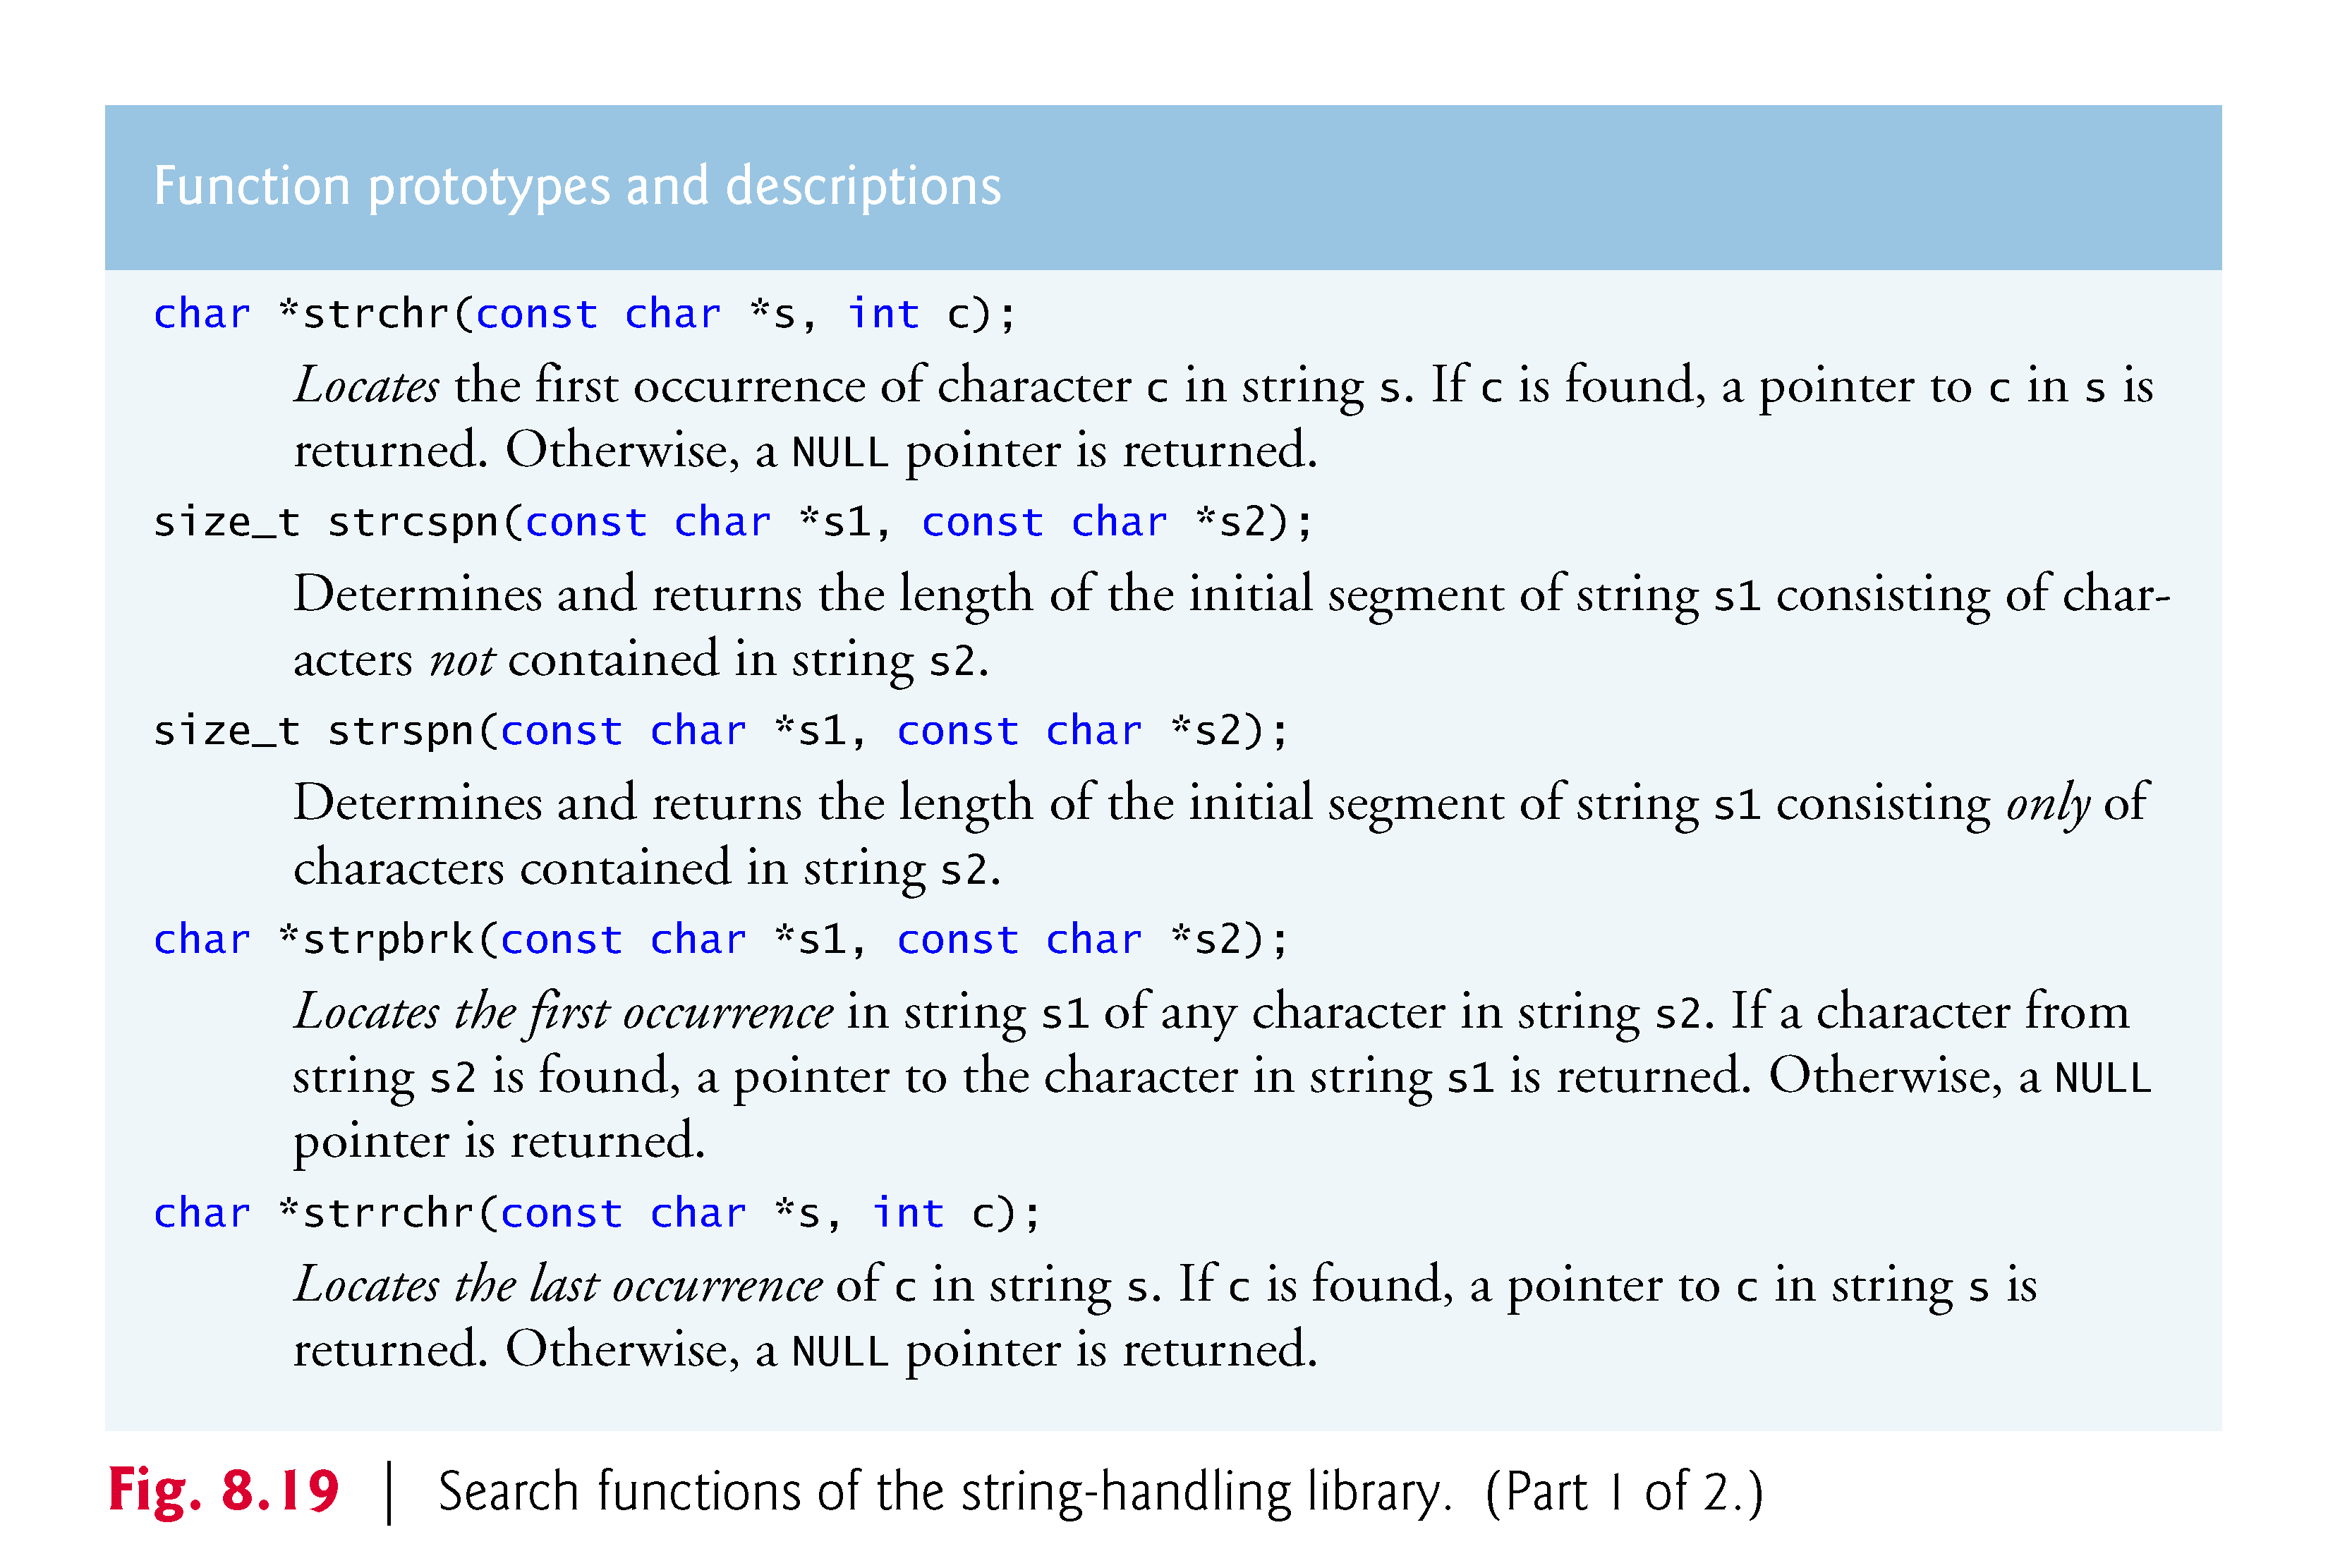 Function prototypes and descriptions
char *strchr(const char *s, int c);
Locates the first occurrence of character c in string s. If c is found, a pointer to c in s is
returned. Otherwise, a NULL pointer is returned.
size_t strcspn(const char *s1, const char *s2);
Determines and returns the length of the initial segment of string s1 consisting of char-
acters not contained in string s2.
size_t strspn(const char *s1, const char *s2);
Determines and returns the length of the initial segment of string s1 consisting only of
characters contained in string s2.
char *strpbrk(const char *s1, const char *s2);
Locates the first occurrence in string s1 of any character in string s2. If a character from
string s2 is found, a pointer to the character in string s1 is returned. Otherwise, a NULL
pointer is returned.
char *strrchr(const char *s, int c);
Locates the last occurrence of c in string s. If c is found, a pointer to c in string s is
returned. Otherwise, a NULL pointer is returned.
Fig. 8.19 | Search functions of the string-handling library. (Part 1 of 2.)